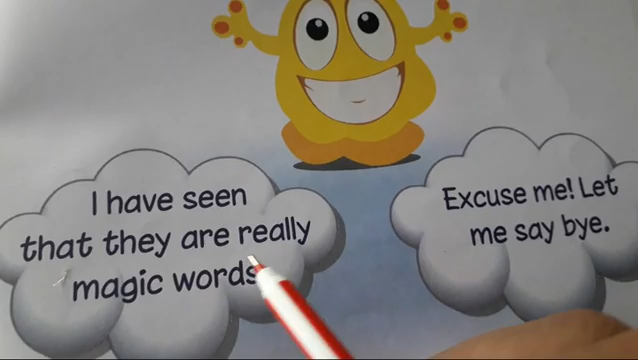 I have seen
that they are really
magic words
Excuse me! Let
me say bye.